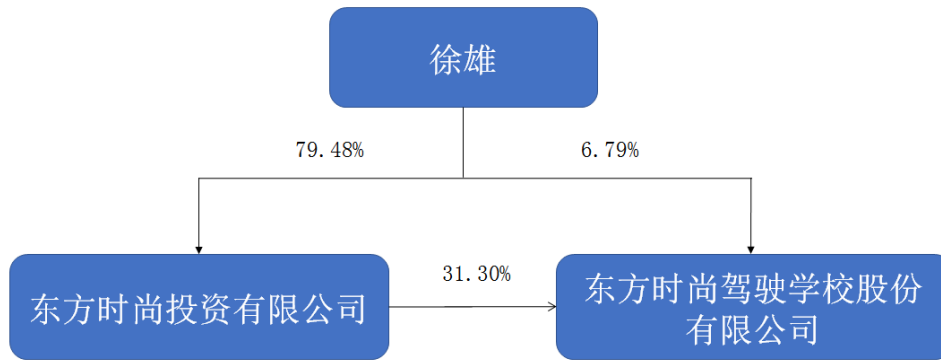 徐雄
79.48%
6.79%
31.30%
东方时尚投资有限公司
东方时尚驾驶学校股份
有限公司